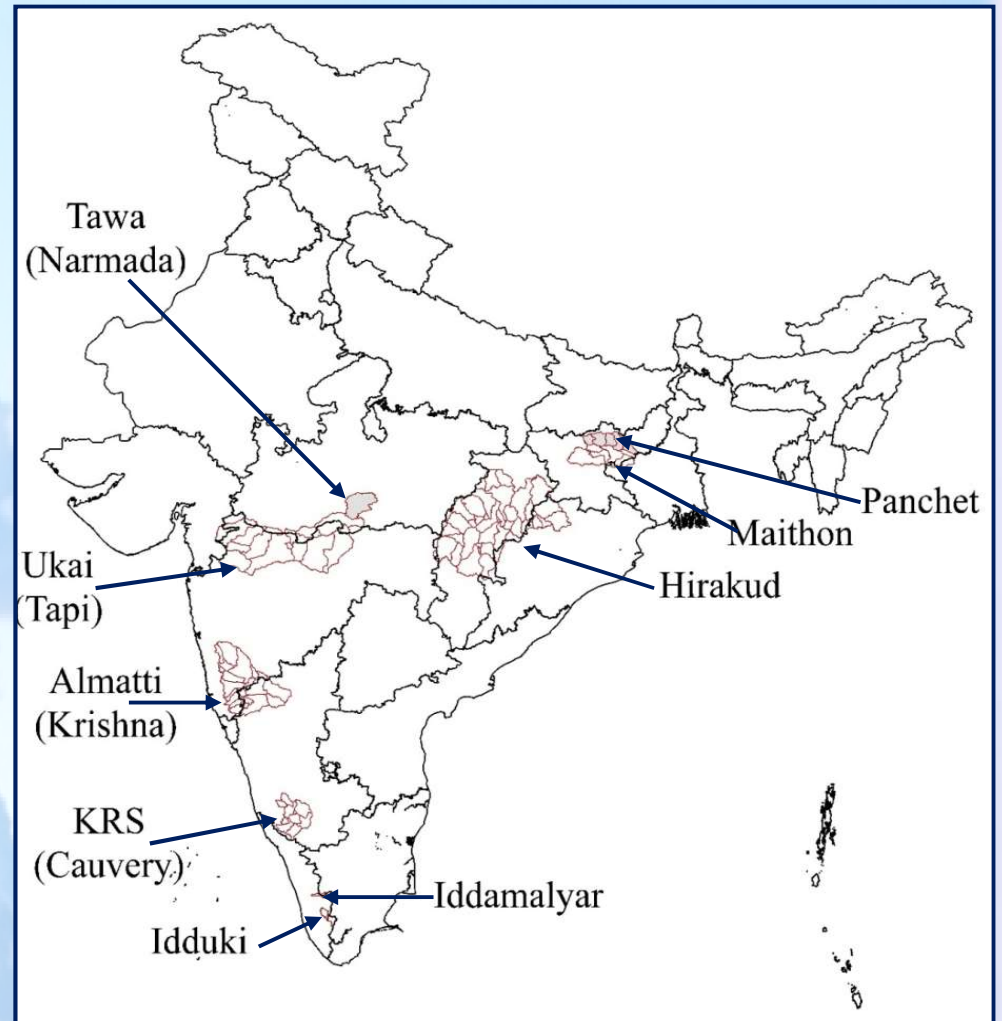 Tawa
(Narmada)
Panchet
Maithon
Hirakud
Ukai
(Tapi)
Almatti
(Krishna)
KRS
(Cauvery)
Iddamalyar
Idduki